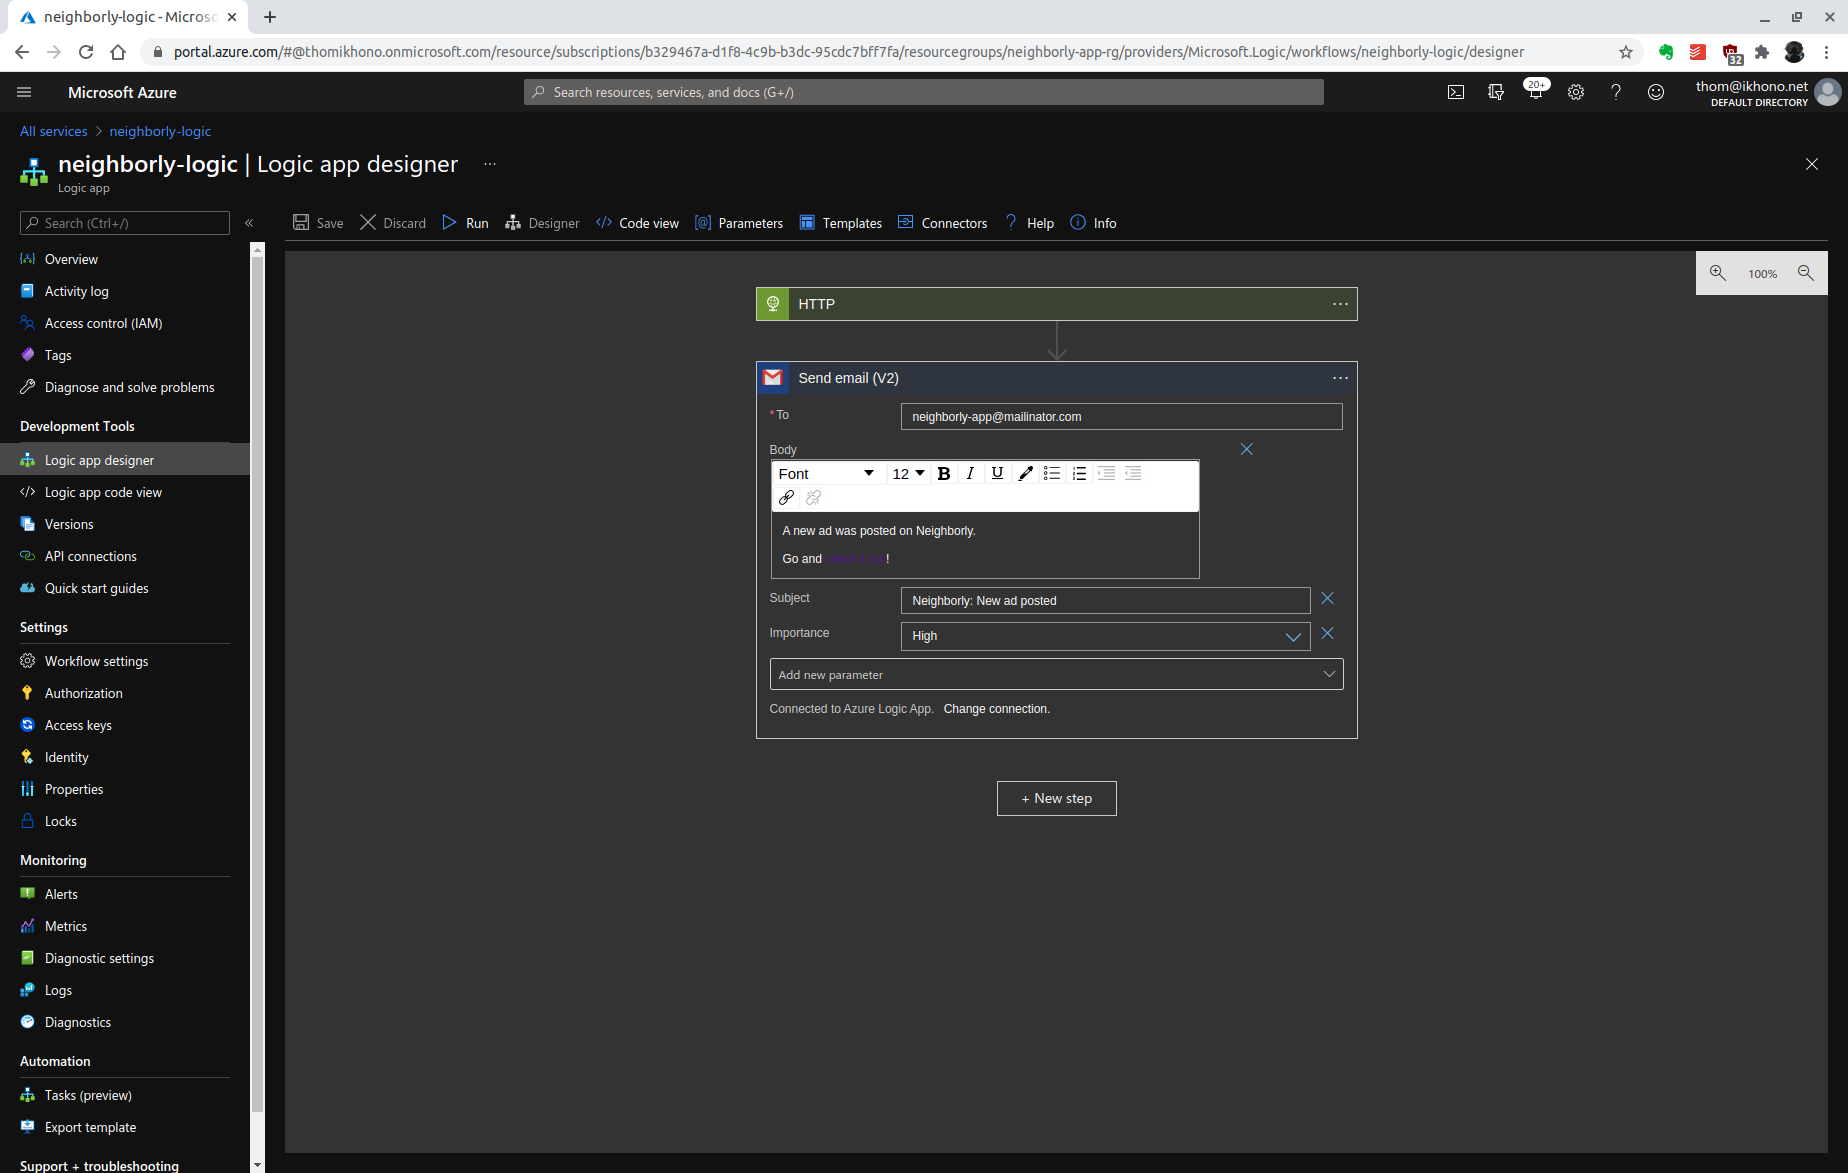 neighborly-logic - Micros
portal.azure.com/#@thomikhono.onmicrosoft.com/resource/subscriptions/b329467a-d1f8-4c9b-b3dc-95cdc7bff7fa/resourcegroups/neighborly-app-rg/providers/Microsoft.Logic/workflows/neighborly-logic/designer
32
Microsoft Azure
Search resources, services, and docs (G+/)
20+
thom@ikhono.net
DEFAULT DIRECTORY
All services > neighborly-logic
neighborly-logic | Logic app designer ...
Logic app
Search (Ctrl+/)
«
Save Discard Run Designer Code view Parameters Templates Connectors Help Info
Overview
Activity log
Access control (IAM)
Tags
Diagnose and solve problems
Development Tools
Logic app designer
Logic app code view
Versions
API connections
Quick start guides
Settings
Workflow settings
Authorization
Access keys
Identity
Properties
Locks
Monitoring
Alerts
Metrics
Diagnostic settings
Logs
Diagnostics
Automation
Tasks (preview)
Export template
Support + troubleshooting
100%
HTTP ...
Send email (V2) ...
* To
neighborly-app@mailinator.com
Body
Font 12 B I U
A new ad was posted on Neighborly.
Go and !
Subject
Neighborly: New ad posted
Importance
High
Add new parameter
Connected to Azure Logic App. Change connection.
+ New step